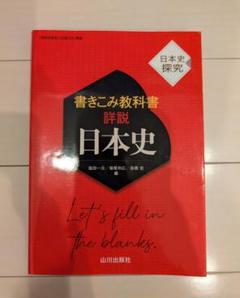 日本史
探究
書きこみ教科書
詳説
日本史
編
Let's fill in
the blanks.
山川出版社